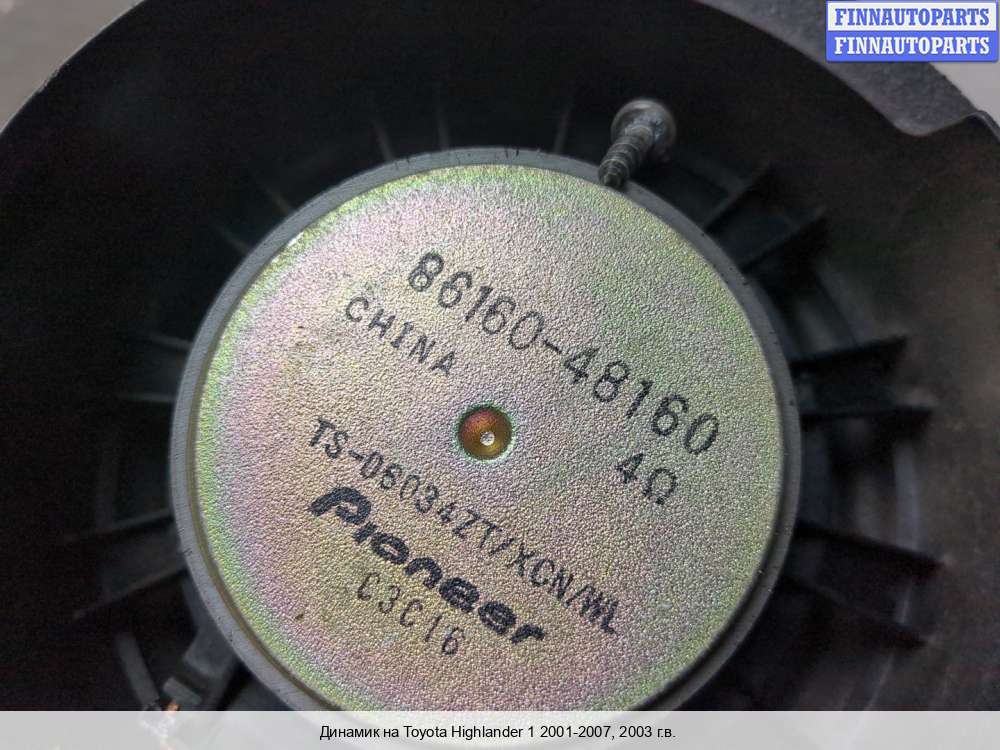 FINNAUTOPARTS
FINNAUTOPARTS
86160-48160
CHINA
4Ω
TS-06034ZT/XCN/WL
Pioneer
C3C16
Динамик на Toyota Highlander 1 2001-2007, 2003 г.в.